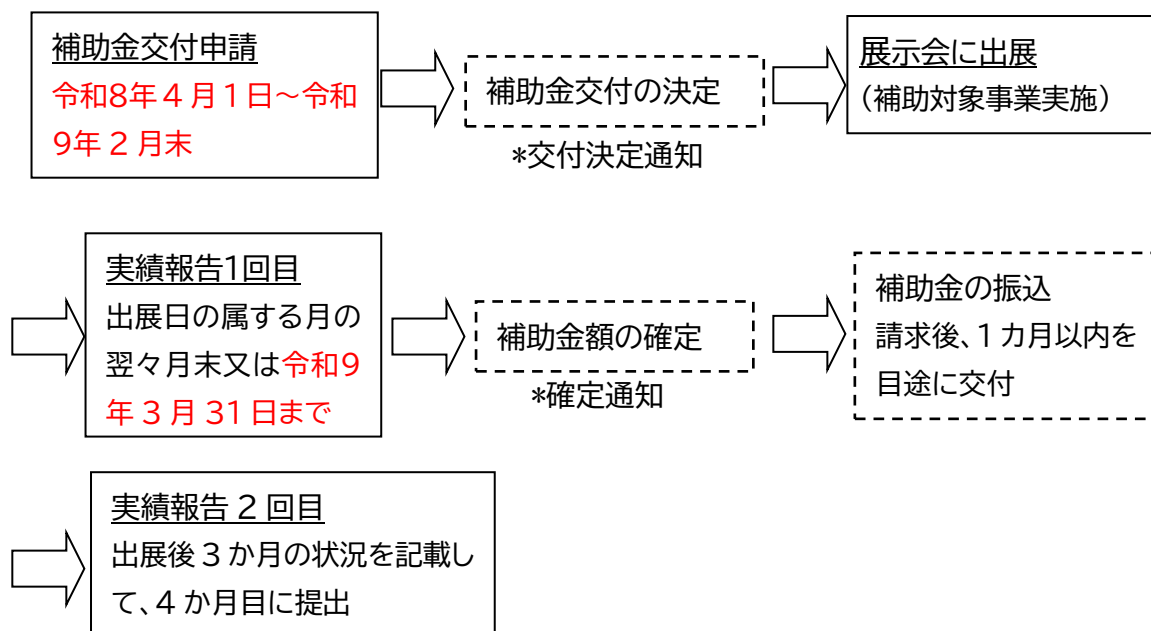 補助金交付申請
令和8年4月1日～令和
9年2月末
補助金交付の決定
*交付決定通知
展示会に出展
（補助対象事業実施）
実績報告1回目
出展日の属する月の
翌々月末又は令和9
年3月31日まで
補助金額の確定
*確定通知
補助金の振込
請求後、1カ月以内を
目途に交付
実績報告2回目
出展後3か月の状況を記載し
て、4か月目に提出